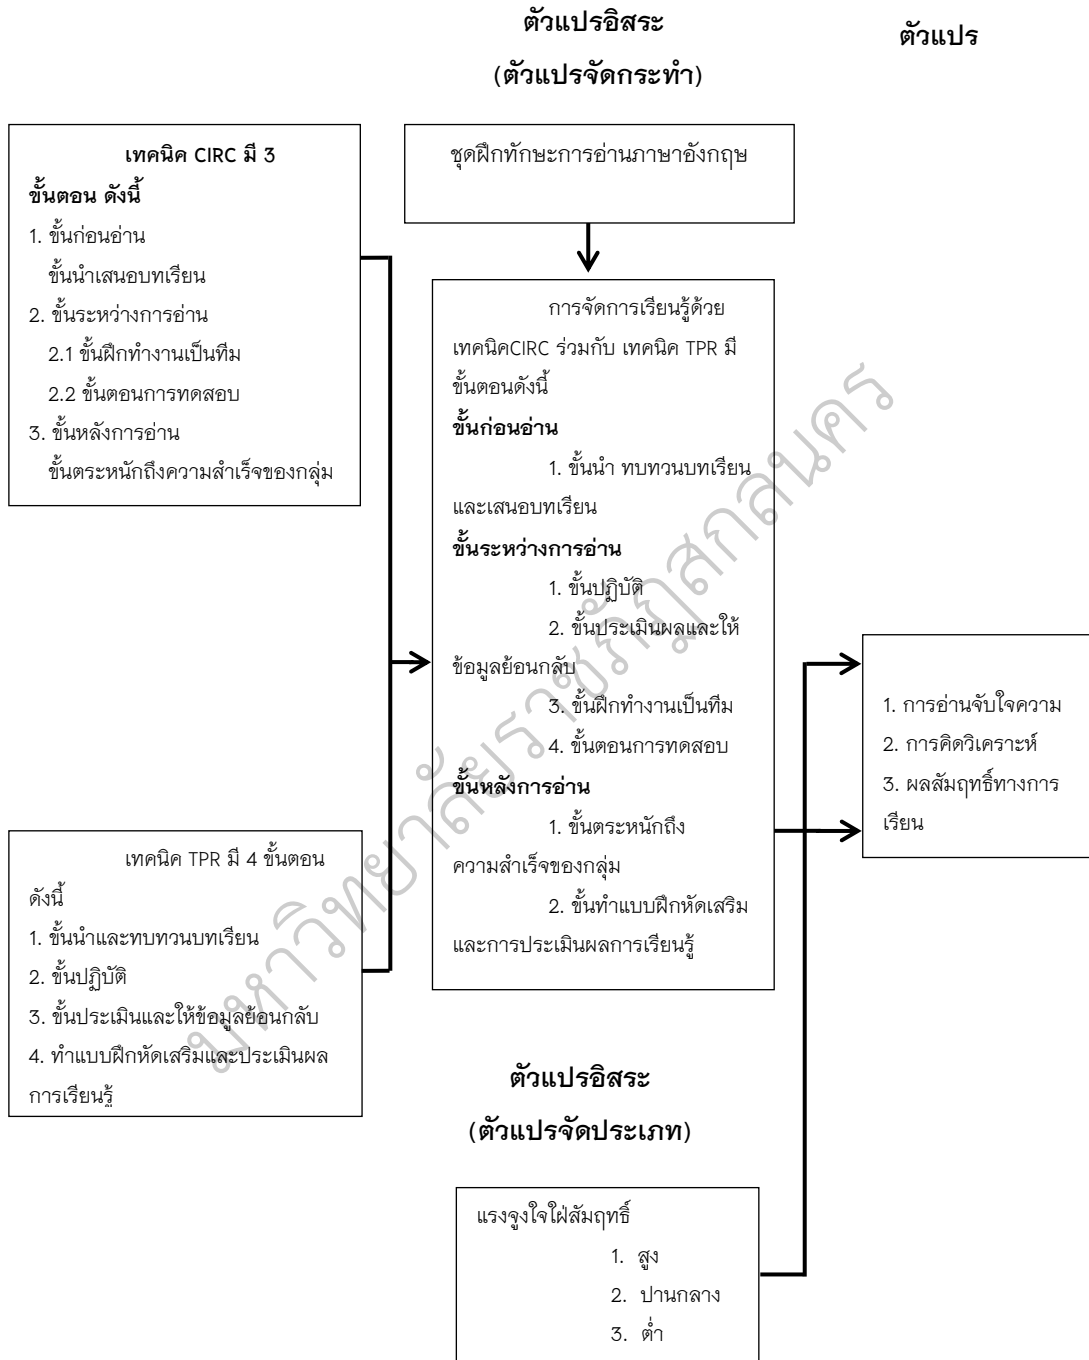 ตัวแปรอิสระ
(ตัวแปรจัดกระทำ)
ตัวแปร
เทคนิค CIRC มี 3
ขั้นตอน ดังนี้
1. ขั้นก่อนอ่าน
ขั้นนำเสนอบทเรียน
2. ขั้นระหว่างการอ่าน
2.1 ขั้นฝึกทำงานเป็นทีม
2.2 ขั้นตอนการทดสอบ
3. ขั้นหลังการอ่าน
ขั้นตระหนักถึงความสำเร็จของกลุ่ม
ชุดฝึกทักษะการอ่านภาษาอังกฤษ
การจัดการเรียนรู้ด้วย
เทคนิคCIRC ร่วมกับ เทคนิค TPR มี
ขั้นตอนดังนี้
ขั้นก่อนอ่าน
1. ขั้นนำ ทบทวนบทเรียน
และเสนอบทเรียน
ขั้นระหว่างการอ่าน
1. ขั้นปฏิบัติ
2. ขั้นประเมินผลและให้
ข้อมูลย้อนกลับ
3. ขั้นฝึกทำงานเป็นทีม
4. ขั้นตอนการทดสอบ
ขั้นหลังการอ่าน
1. ขั้นตระหนักถึง
ความสำเร็จของกลุ่ม
2. ขั้นทำแบบฝึกหัดเสริม
และการประเมินผลการเรียนรู้
1. การอ่านจับใจความ
2. การคิดวิเคราะห์
3. ผลสัมฤทธิ์ทางการ
เรียน
เทคนิค TPR มี 4 ขั้นตอน
ดังนี้
1. ขั้นนำและทบทวนบทเรียน
2. ขั้นปฏิบัติ
3. ขั้นประเมินและให้ข้อมูลย้อนกลับ
4. ทำแบบฝึกหัดเสริมและประเมินผล
การเรียนรู้
ตัวแปรอิสระ
(ตัวแปรจัดประเภท)
แรงจูงใจใฝ่สัมฤทธิ์
1. สูง
2. ปานกลาง
3. ต่ำ
มหาวิทยาลัยราชภัฏสกลนคร